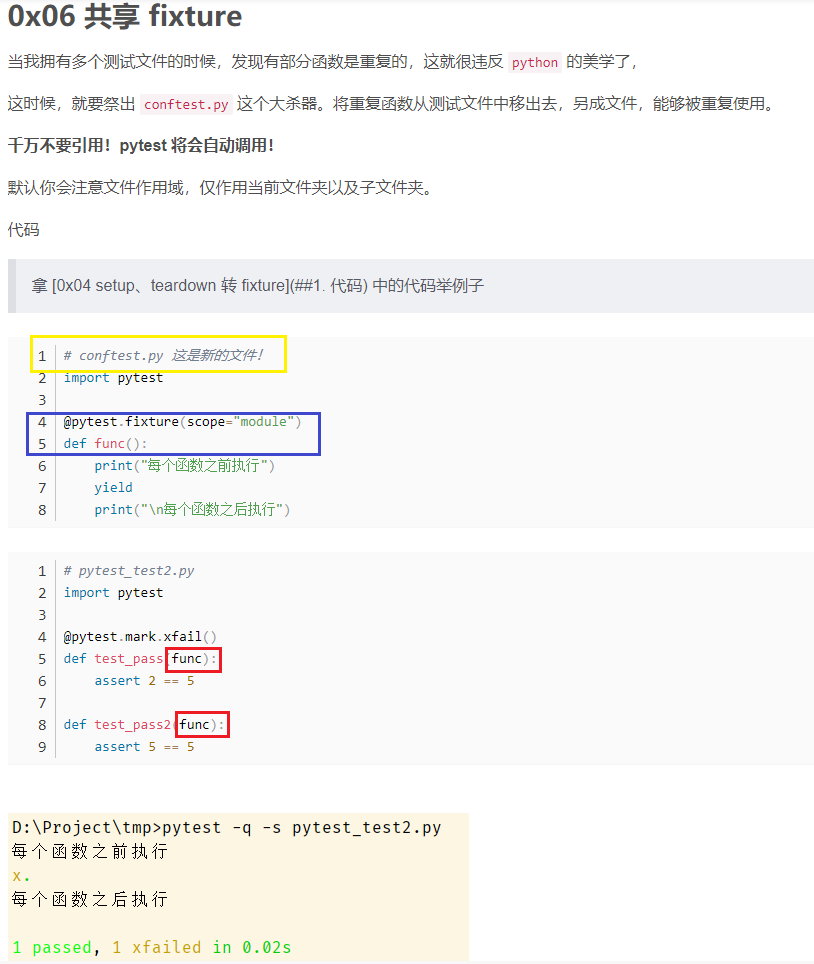 0x06 共享 fixture
当我拥有多个测试文件的时候，发现有部分函数是重复的，这就很违反 python 的美学了，
这时候，就要祭出 conftest.py 这个大杀器。将重复函数从测试文件中移出去，另成文件，能够被重复使用。
千万不要引用！pytest 将会自动调用！
默认你会注意文件作用域，仅作用当前文件夹以及子文件夹。
代码
拿 [0x04 setup、teardown 转 fixture](##1. 代码) 中的代码举例子
1 # conftest.py 这是新的文件！
2 import pytest
3
4 @pytest.fixture(scope="module")
5 def func():
6     print("每个函数之前执行")
7     yield
8     print("\n每个函数之后执行")
1 # pytest_test2.py
2 import pytest
3
4 @pytest.mark.xfail()
5 def test_pass(func):
6     assert 2 == 5
7
8 def test_pass2(func):
9     assert 5 == 5
D:\Project\tmp>pytest -q -s pytest_test2.py
每个函数之前执行
x.
每个函数之后执行
1 passed, 1 xfailed in 0.02s